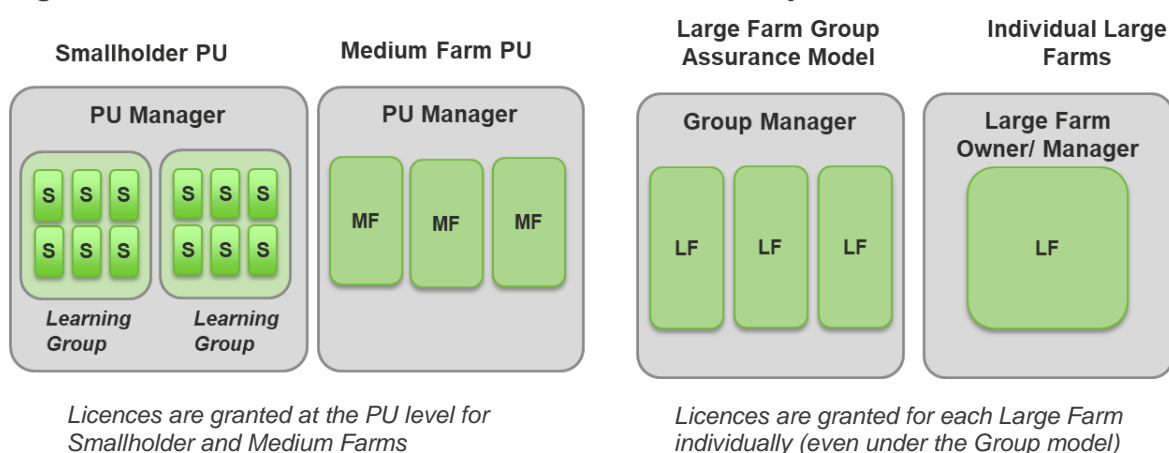 Smallholder PU
PU Manager
S S S S S S
S S S S S S
Learning
Group
Learning
Group
Medium Farm PU
PU Manager
MF MF MF
Licences are granted at the PU level for
Smallholder and Medium Farms
Large Farm Group
Assurance Model
Group Manager
LF LF LF
Individual Large
Farms
Large Farm
Owner/ Manager
LF
Licences are granted for each Large Farm
individually (even under the Group model)